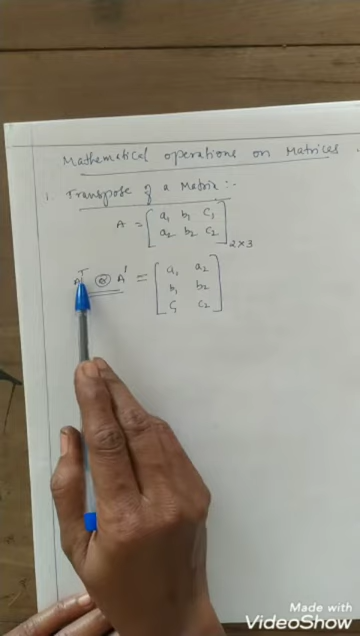 Mathematical operations on Matrices.
1. Transpose of a Matrix :-
A = [ a₁ b₁ c₁
a₂ b₂ c₂ ] 2×3
Aᵀ or A' = [ a₁ a₂
b₁ b₂
c₁ c₂ ]
Made with
VideoShow